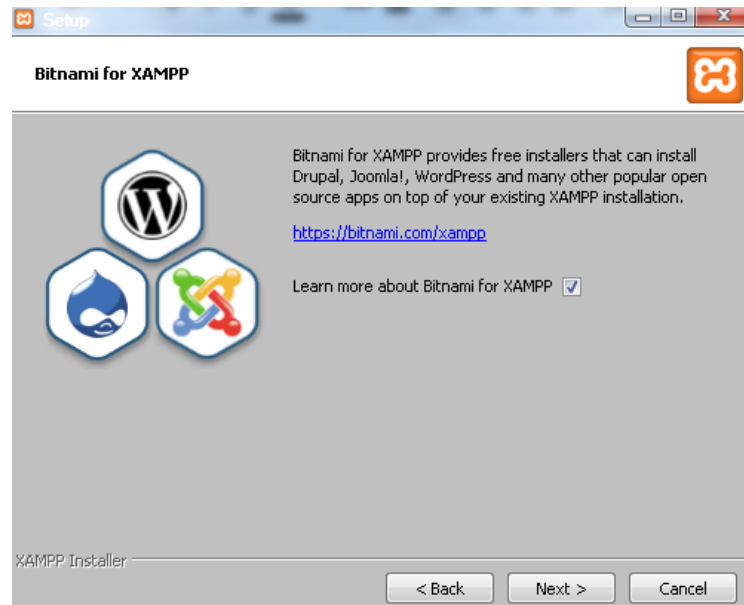 Setup
Bitnami for XAMPP
Bitnami for XAMPP provides free installers that can install
Drupal, Joomla!, WordPress and many other popular open
source apps on top of your existing XAMPP installation.
https://bitnami.com/xampp
Learn more about Bitnami for XAMPP
XAMPP Installer
< Back
Next >
Cancel